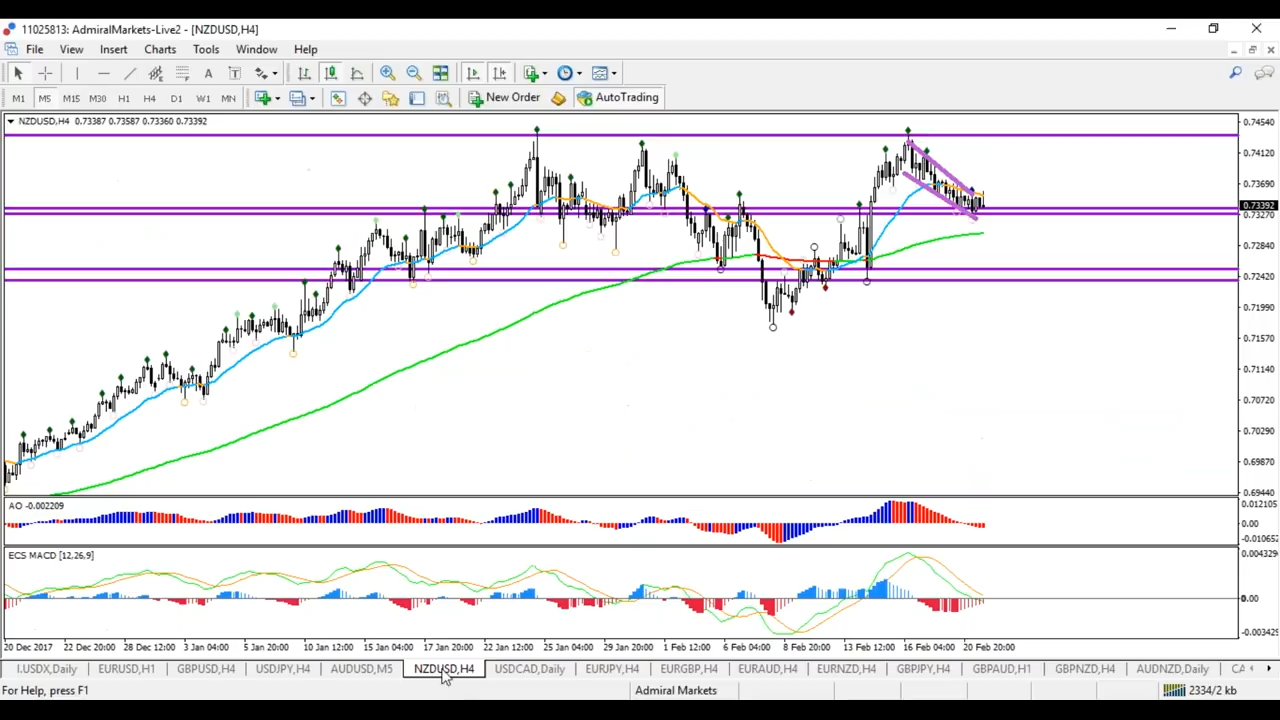 11025813: AdmiralMarkets-Live2 - [NZDUSD,H4]
File View Insert Charts Tools Window Help
M1 M5 M15 M30 H1 H4 D1 W1 MN New Order AutoTrading
NZDUSD,H4 0.73387 0.73587 0.73360 0.73392
0.74540
0.74120
0.73690
0.73392
0.73270
0.72840
0.72420
0.71990
0.71570
0.71140
0.70720
0.70290
0.69870
0.69440
AO -0.002209
0.012105
0.00
-0.010652
ECS MACD [12,26,9]
0.0043329
0.00
-0.003429
20 Dec 2017 22 Dec 20:00 28 Dec 12:00 3 Jan 04:00 5 Jan 20:00 10 Jan 12:00 15 Jan 04:00 17 Jan 20:00 22 Jan 12:00 25 Jan 04:00 29 Jan 20:00 1 Feb 12:00 6 Feb 04:00 8 Feb 20:00 13 Feb 12:00 16 Feb 04:00 20 Feb 20:00
I.USDX,Daily EURUSD,H1 GBPUSD,H4 USDJPY,H4 AUDUSD,M5 NZDUSD,H4 USDCAD,Daily EURJPY,H4 EURGBP,H4 EURAUD,H4 EURNZD,H4 GBPJPY,H4 GBPAUD,H1 GBPNZD,H4 AUDNZD,Daily CA
For Help, press F1 Admiral Markets 2334/2 kb